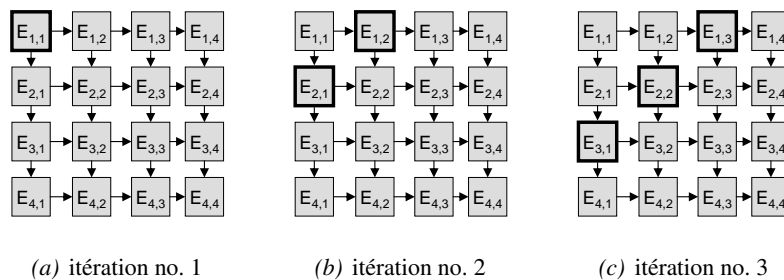 E1,1 E1,2 E1,3 E1,4
E2,1 E2,2 E2,3 E2,4
E3,1 E3,2 E3,3 E3,4
E4,1 E4,2 E4,3 E4,4
(a) itération no. 1
E1,1 E1,2 E1,3 E1,4
E2,1 E2,2 E2,3 E2,4
E3,1 E3,2 E3,3 E3,4
E4,1 E4,2 E4,3 E4,4
(b) itération no. 2
E1,1 E1,2 E1,3 E1,4
E2,1 E2,2 E2,3 E2,4
E3,1 E3,2 E3,3 E3,4
E4,1 E4,2 E4,3 E4,4
(c) itération no. 3